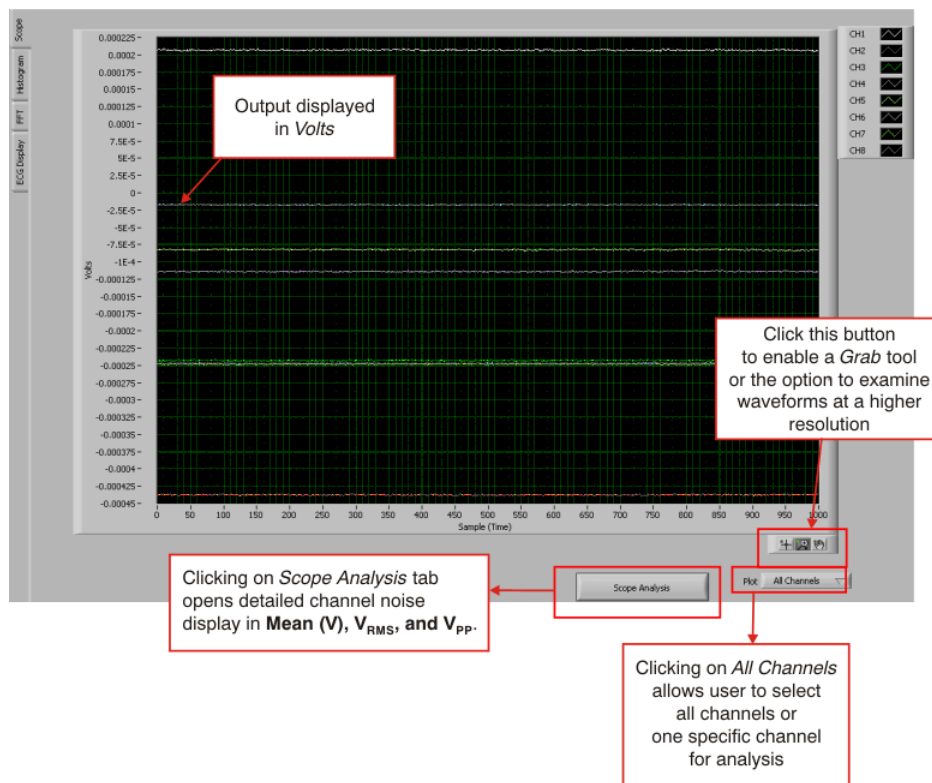 Scope
Histogram
FFT
ECG Display
0.000225
0.0002
0.000175
0.00015
0.000125
0.0001
7.5E-5
5E-5
2.5E-5
0
-2.5E-5
-5E-5
-7.5E-5
-1E-4
-0.000125
-0.00015
-0.000175
-0.0002
-0.000225
-0.00025
-0.000275
-0.0003
-0.000325
-0.00035
-0.000375
-0.0004
-0.000425
-0.00045
Volts
0 50 100 150 200 250 300 350 400 450 500 550 600 650 700 750 800 850 900 950 1000
Sample (Time)
CH1
CH2
CH3
CH4
CH5
CH6
CH7
CH8
Output displayed
in Volts
Click this button
to enable a Grab tool
or the option to examine
waveforms at a higher
resolution
Clicking on Scope Analysis tab
opens detailed channel noise
display in Mean (V), VRMS, and VPP.
Scope Analysis
Plot All Channels
Clicking on All Channels
allows user to select
all channels or
one specific channel
for analysis